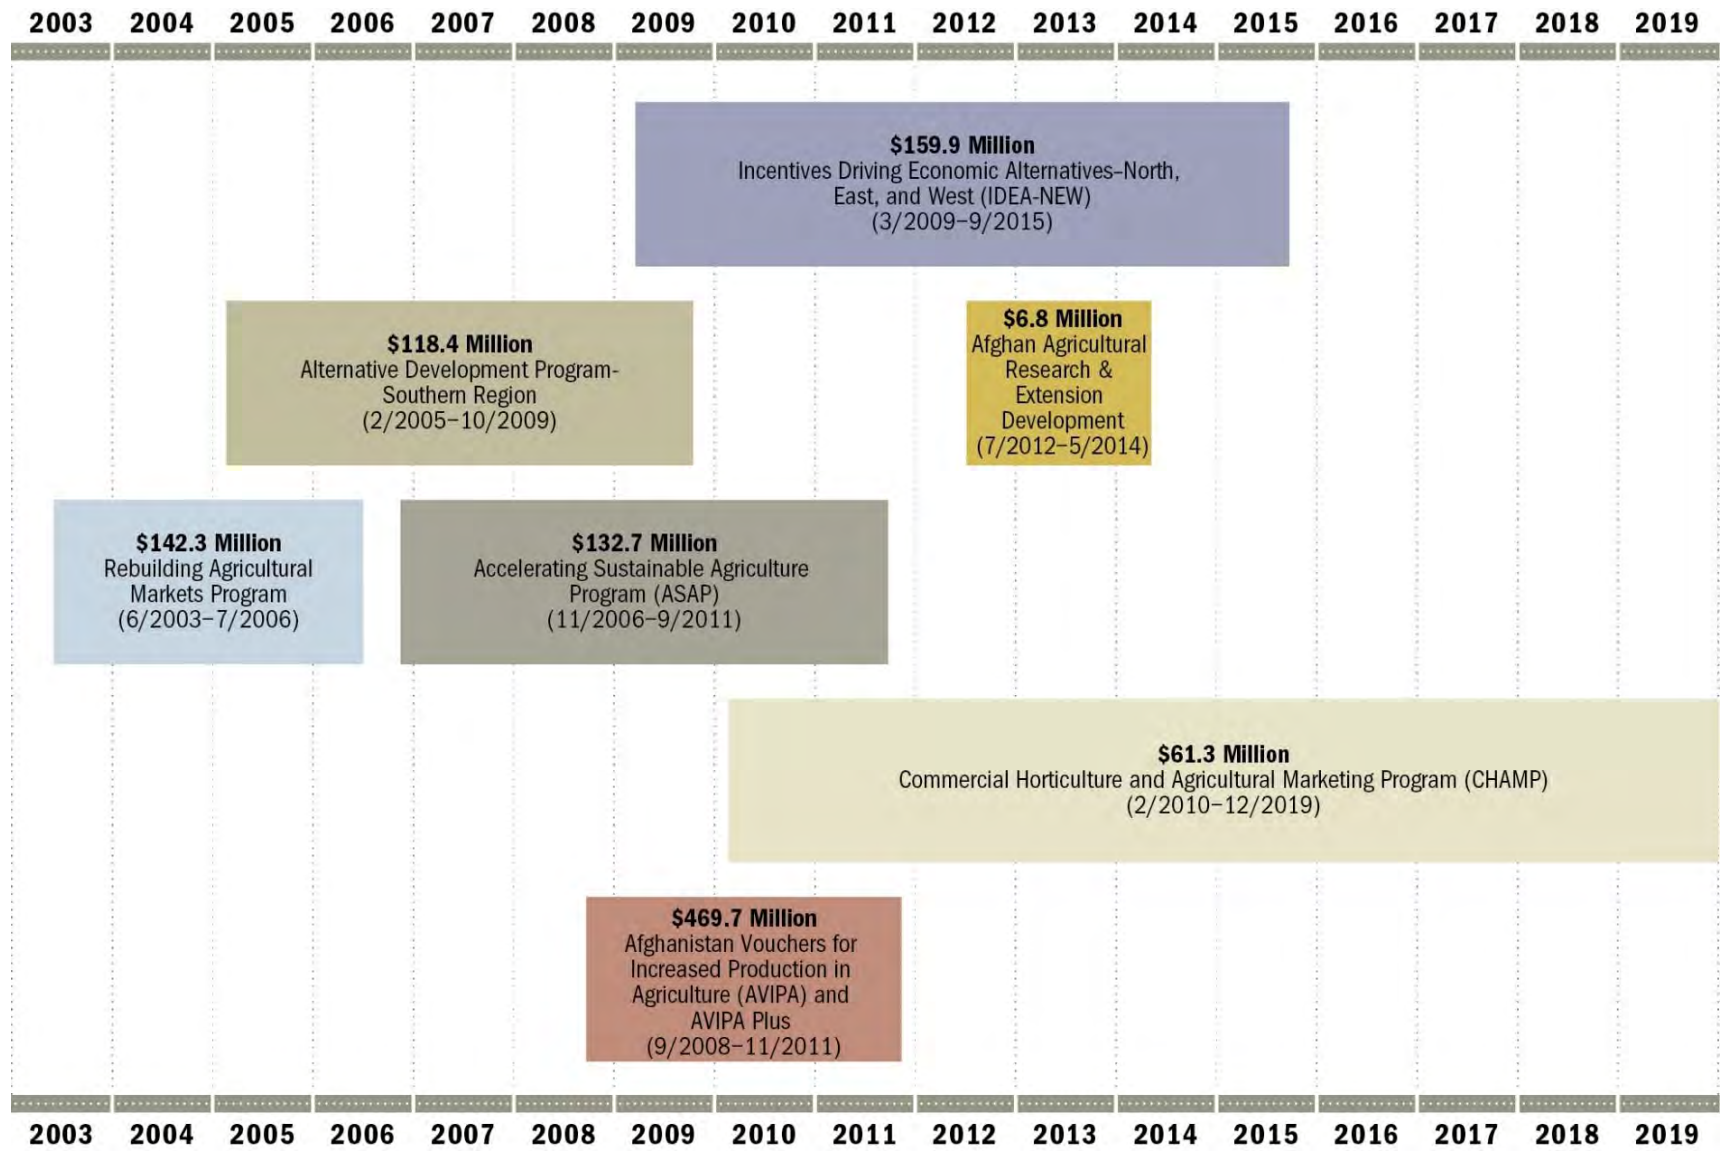 2003 2004 2005 2006 2007 2008 2009 2010 2011 2012 2013 2014 2015 2016 2017 2018 2019
$159.9 Million
Incentives Driving Economic Alternatives–North,
East, and West (IDEA-NEW)
(3/2009–9/2015)
$118.4 Million
Alternative Development Program-
Southern Region
(2/2005–10/2009)
$6.8 Million
Afghan Agricultural
Research &
Extension
Development
(7/2012–5/2014)
$142.3 Million
Rebuilding Agricultural
Markets Program
(6/2003–7/2006)
$132.7 Million
Accelerating Sustainable Agriculture
Program (ASAP)
(11/2006–9/2011)
$61.3 Million
Commercial Horticulture and Agricultural Marketing Program (CHAMP)
(2/2010–12/2019)
$469.7 Million
Afghanistan Vouchers for
Increased Production in
Agriculture (AVIPA) and
AVIPA Plus
(9/2008–11/2011)
2003 2004 2005 2006 2007 2008 2009 2010 2011 2012 2013 2014 2015 2016 2017 2018 2019